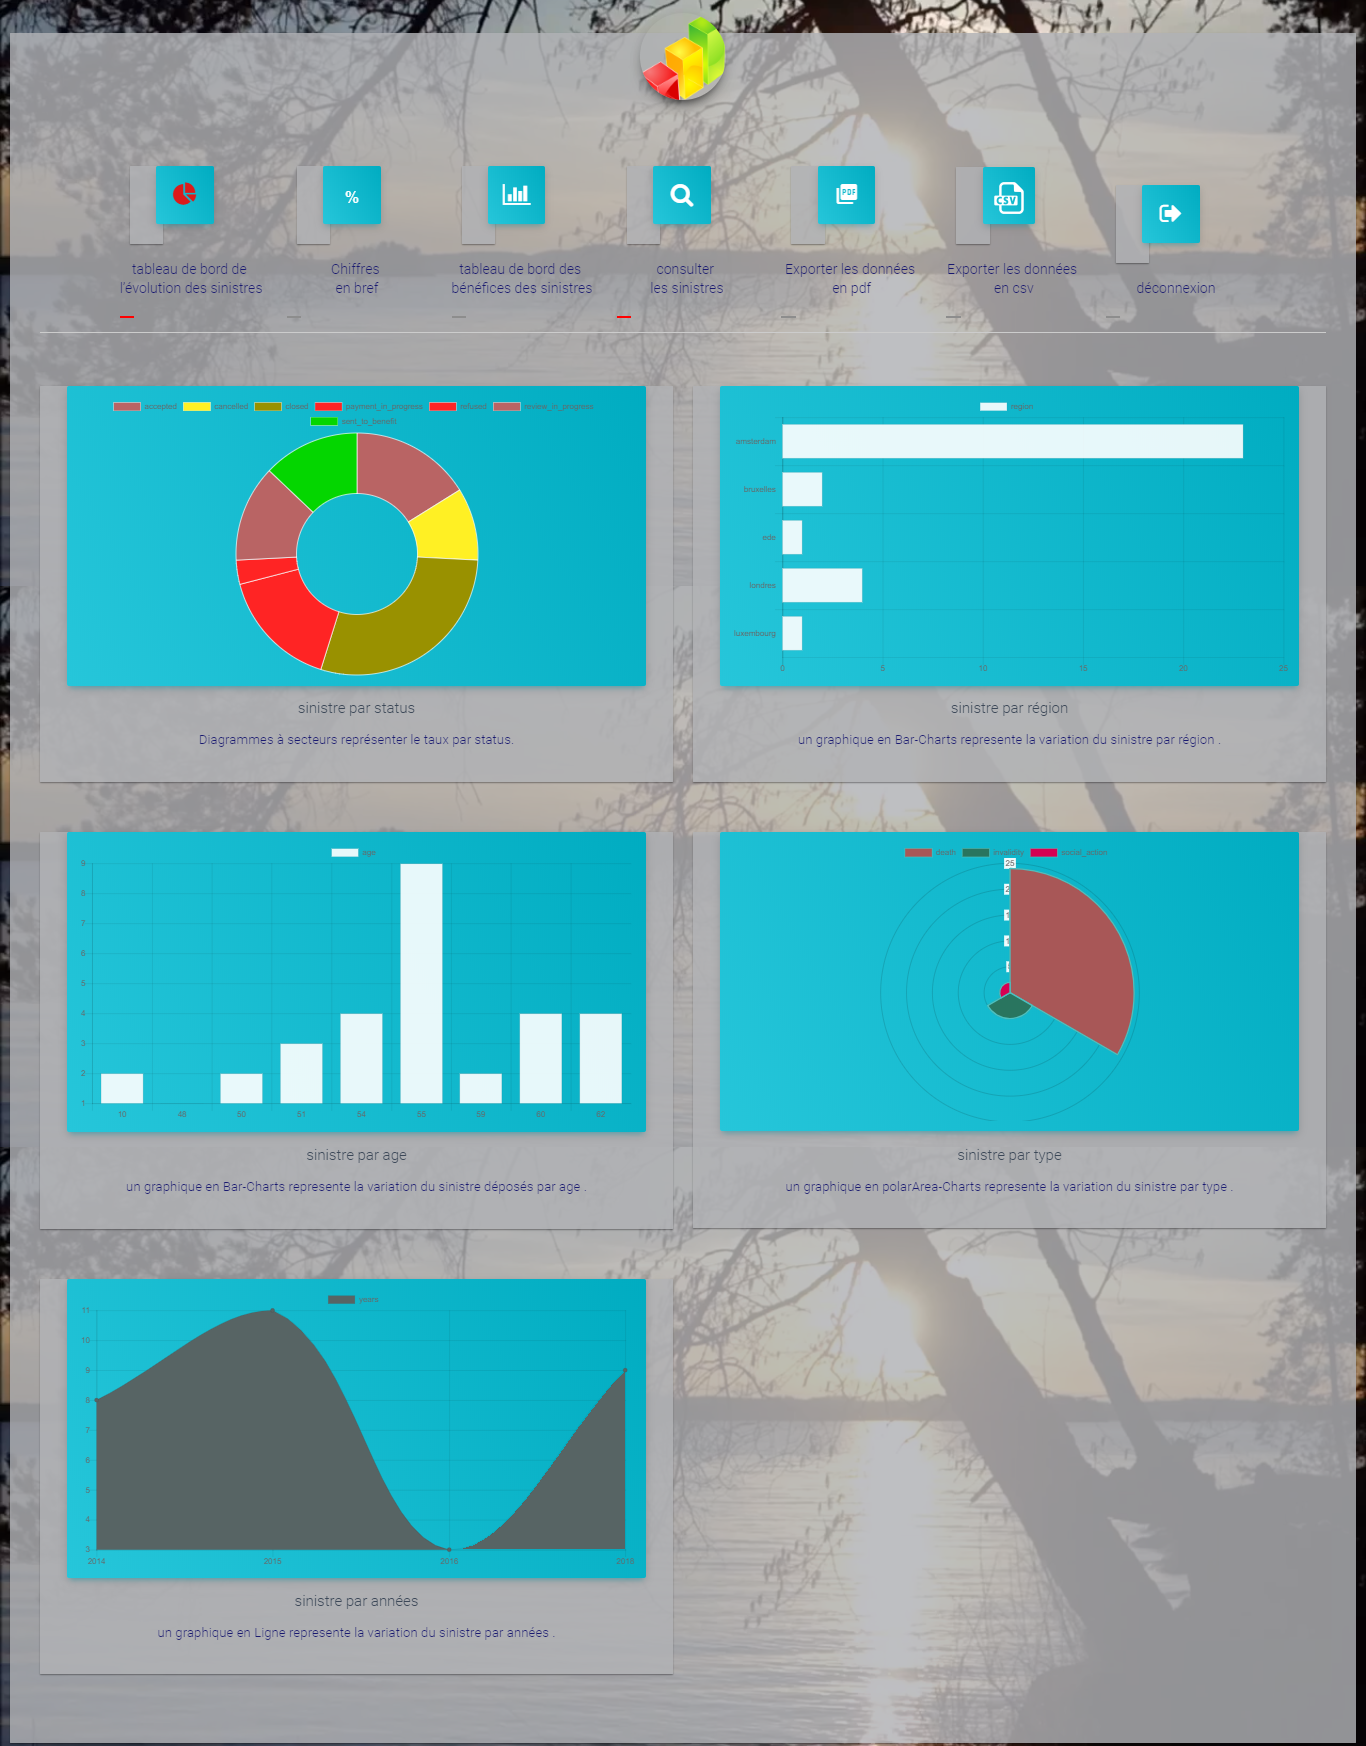 %
PDF
CSV
tableau de bord de
l'évolution des sinistres
Chiffres
en bref
tableau de bord des
bénéfices des sinistres
consulter
les sinistres
Exporter les données
en pdf
Exporter les données
en csv
déconnexion
accepted cancelled closed payment_in_progress refused review_in_progress
sent_to_benefit
sinistre par status
Diagrammes à secteurs représenter le taux par status.
region
amsterdam
bruxelles
ede
londres
luxembourg
0 5 10 15 20 25
sinistre par région
un graphique en Bar-Charts represente la variation du sinistre par région .
age
9
8
7
6
5
4
3
2
1
10 48 50 51 54 55 59 60 62
sinistre par age
un graphique en Bar-Charts represente la variation du sinistre déposés par age .
death invalidity social_action
25
sinistre par type
un graphique en polarArea-Charts represente la variation du sinistre par type .
years
11
10
9
8
7
6
5
4
3
2014 2015 2016 2018
sinistre par années
un graphique en Ligne represente la variation du sinistre par années .